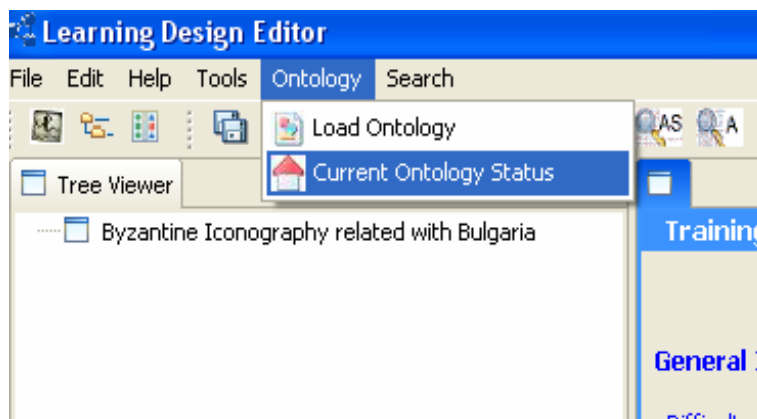 Learning Design Editor
File Edit Help Tools Ontology Search
Load Ontology
AS A
Current Ontology Status
Tree Viewer
Byzantine Iconography related with Bulgaria
Training
General